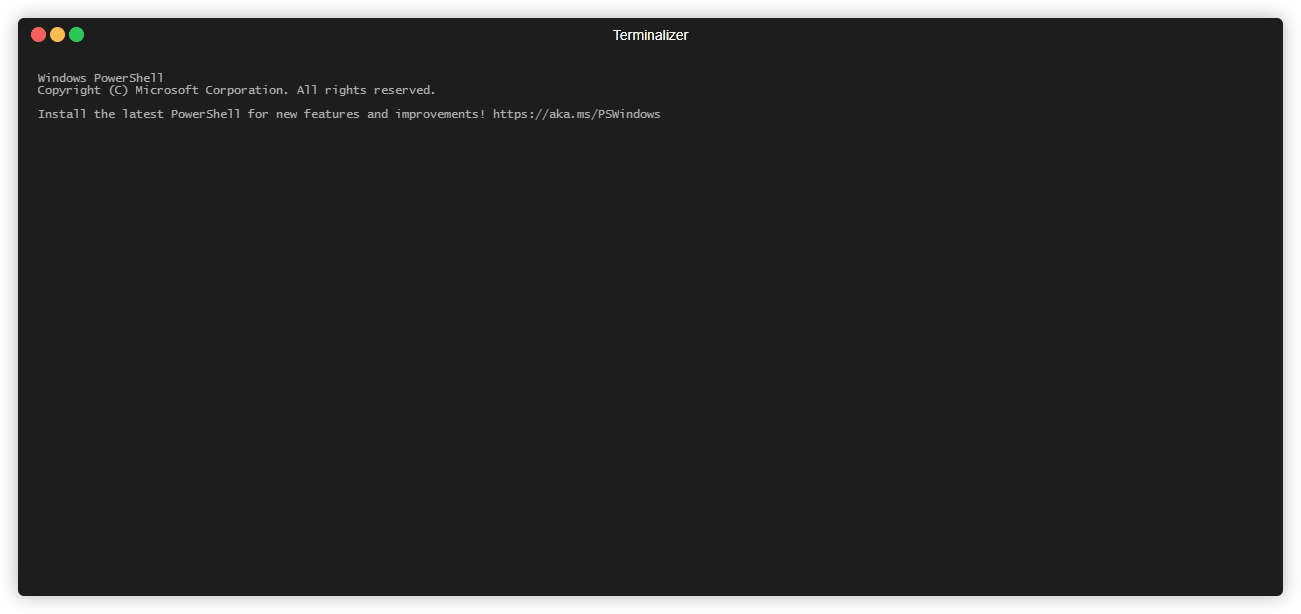 Terminalizer
Windows PowerShell
Copyright (C) Microsoft Corporation. All rights reserved.
Install the latest PowerShell for new features and improvements! https://aka.ms/PSWindows